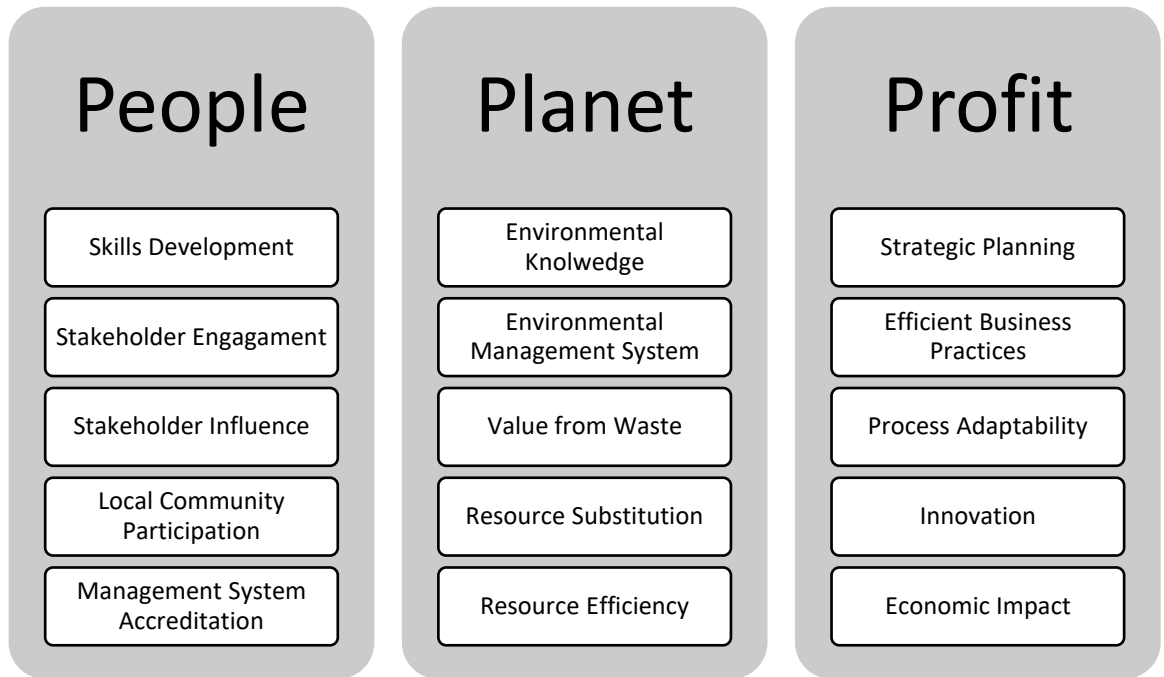 People
Skills Development
Stakeholder Engagament
Stakeholder Influence
Local Community
Participation
Management System
Accreditation
Planet
Environmental
Knolwedge
Environmental
Management System
Value from Waste
Resource Substitution
Resource Efficiency
Profit
Strategic Planning
Efficient Business
Practices
Process Adaptability
Innovation
Economic Impact